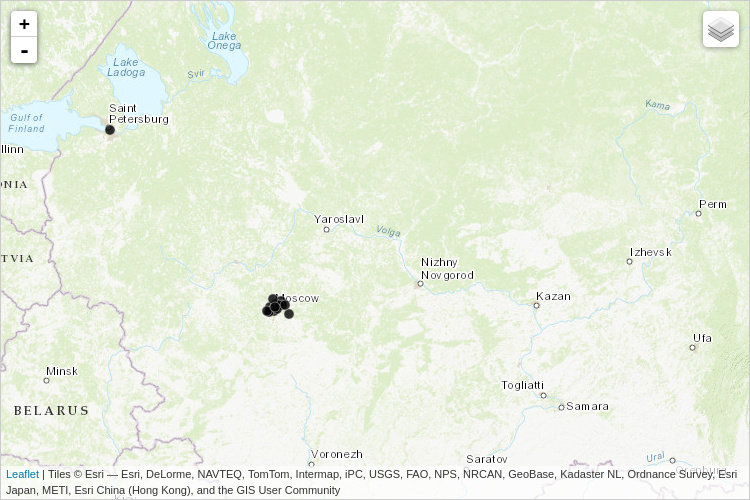 +
-
Lake
Onega
Lake
Ladoga
Svir
Saint
Petersburg
Gulf of
Finland
llinn
ONIA
TVIA
Kama
Perm
Yaroslavl
Volga
Izhevsk
Nizhny
Novgorod
Moscow
Kazan
Ufa
Minsk
Togliatti
BELARUS
Samara
Voronezh
Saratov
Ural
Orenburg
Leaflet | Tiles © Esri — Esri, DeLorme, NAVTEQ, TomTom, Intermap, iPC, USGS, FAO, NPS, NRCAN, GeoBase, Kadaster NL, Ordnance Survey, Esri
Japan, METI, Esri China (Hong Kong), and the GIS User Community